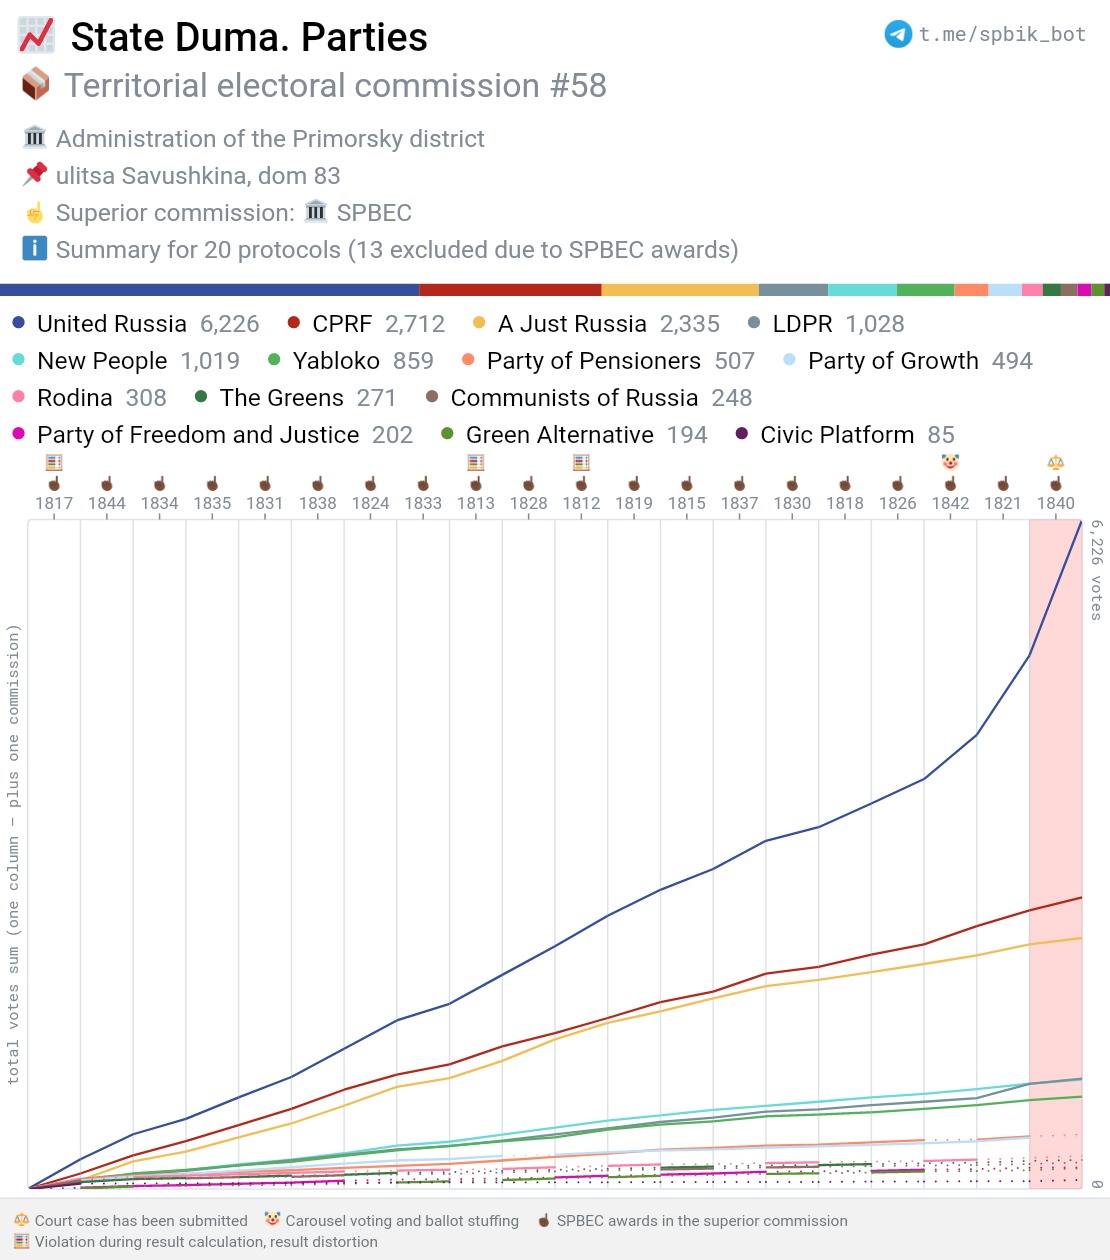 State Duma. Parties
t.me/spbik_bot
Territorial electoral commission #58
Administration of the Primorsky district
ulitsa Savushkina, dom 83
Superior commission: SPBEC
Summary for 20 protocols (13 excluded due to SPBEC awards)
United Russia 6,226 CPRF 2,712 A Just Russia 2,335 LDPR 1,028
New People 1,019 Yabloko 859 Party of Pensioners 507 Party of Growth 494
Rodina 308 The Greens 271 Communists of Russia 248
Party of Freedom and Justice 202 Green Alternative 194 Civic Platform 85
1817 1844 1834 1835 1831 1838 1824 1833 1813 1828 1812 1819 1815 1837 1830 1818 1826 1842 1821 1840
6,226 votes
total votes sum (one column – plus one commission)
0
Court case has been submitted Carousel voting and ballot stuffing SPBEC awards in the superior commission
Violation during result calculation, result distortion